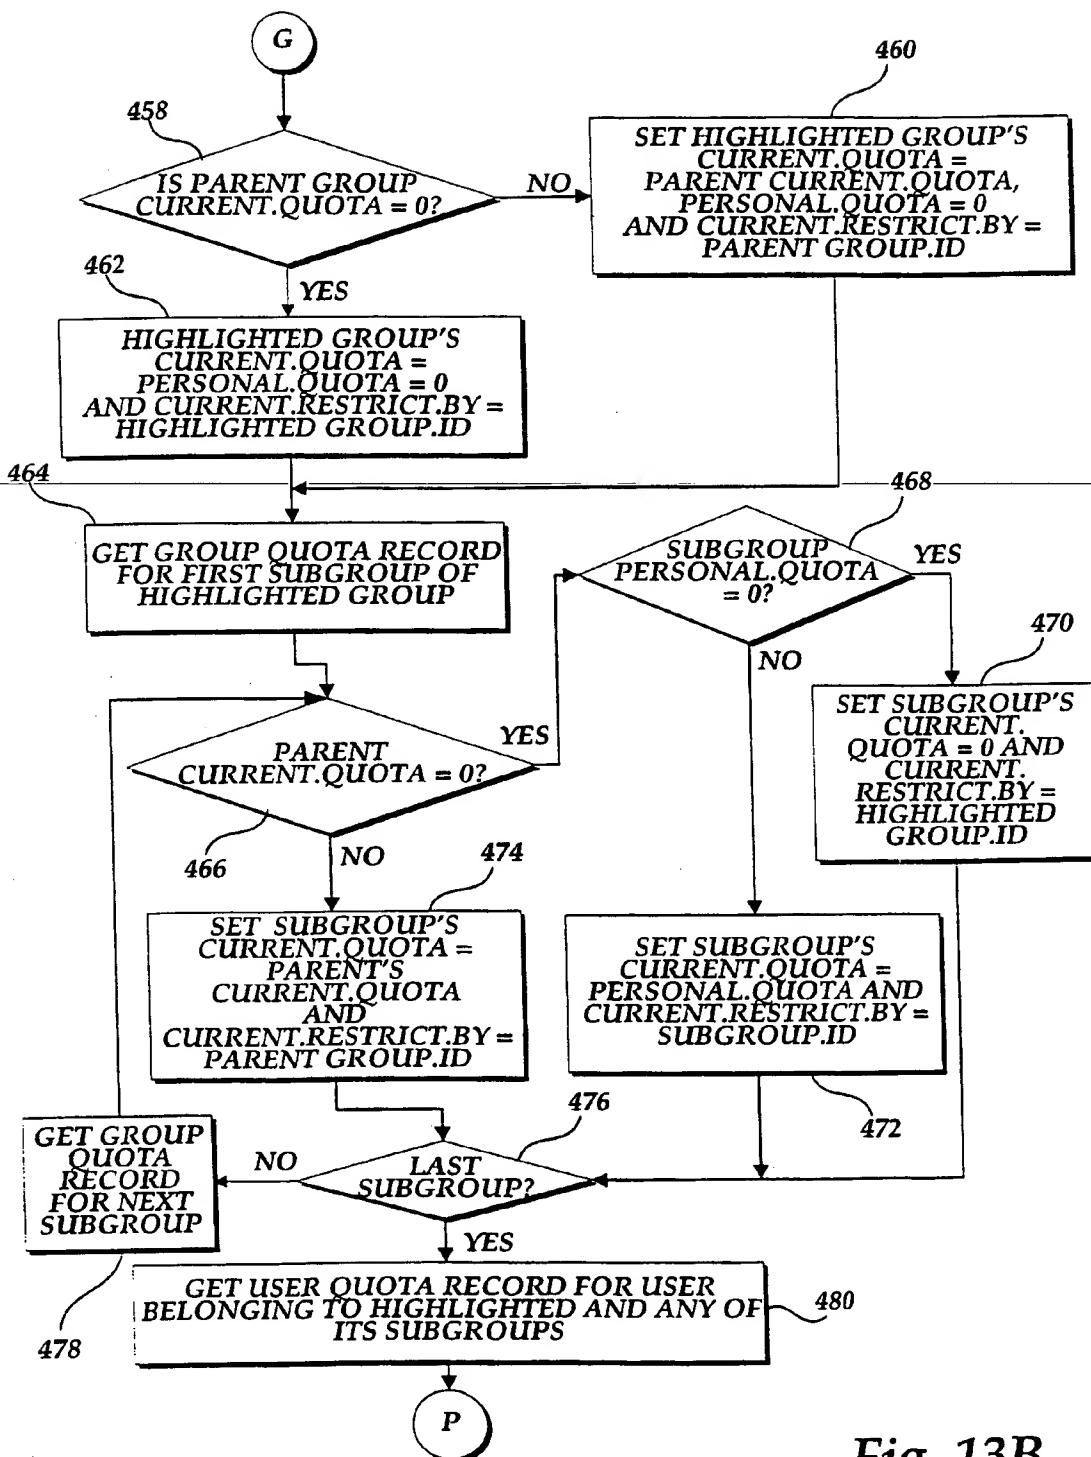 G
458
460
IS PARENT GROUP
CURRENT.QUOTA = 0?
NO
SET HIGHLIGHTED GROUP'S
CURRENT.QUOTA =
PARENT CURRENT.QUOTA,
PERSONAL.QUOTA = 0
AND CURRENT.RESTRICT.BY =
PARENT GROUP.ID
462
YES
HIGHLIGHTED GROUP'S
CURRENT.QUOTA =
PERSONAL.QUOTA = 0
AND CURRENT.RESTRICT.BY =
HIGHLIGHTED GROUP.ID
464
468
GET GROUP QUOTA RECORD
FOR FIRST SUBGROUP OF
HIGHLIGHTED GROUP
SUBGROUP
PERSONAL.QUOTA
= 0?
YES
470
NO
SET SUBGROUP'S
CURRENT.
QUOTA = 0 AND
CURRENT.
RESTRICT.BY =
HIGHLIGHTED
GROUP.ID
PARENT
CURRENT.QUOTA = 0?
YES
466
NO
474
SET SUBGROUP'S
CURRENT.QUOTA =
PARENT'S
CURRENT.QUOTA
AND
CURRENT.RESTRICT.BY =
PARENT GROUP.ID
SET SUBGROUP'S
CURRENT.QUOTA =
PERSONAL.QUOTA AND
CURRENT.RESTRICT.BY =
SUBGROUP.ID
472
476
GET GROUP
QUOTA
RECORD
FOR NEXT
SUBGROUP
NO
LAST
SUBGROUP?
YES
478
GET USER QUOTA RECORD FOR USER
BELONGING TO HIGHLIGHTED AND ANY OF
ITS SUBGROUPS
480
P
Fig. 13B